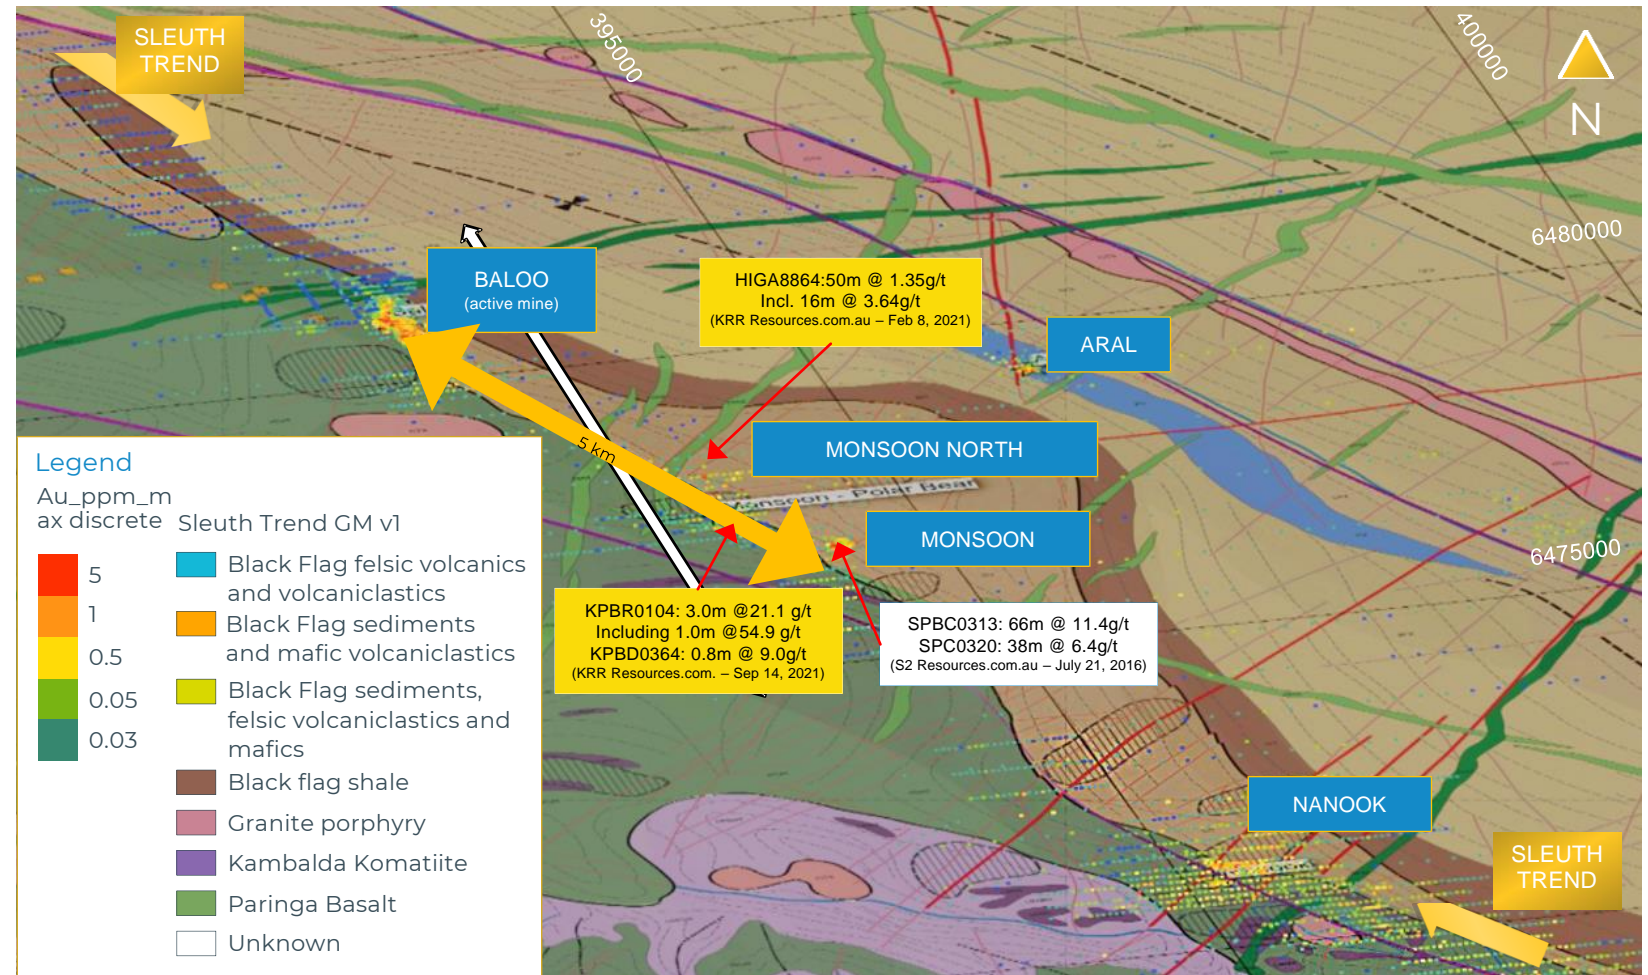 SLEUTH
TREND
395000
400000
N
6480000
BALOO
(active mine)
HIGA8864:50m @ 1.35g/t
Incl. 16m @ 3.64g/t
(KRR Resources.com.au – Feb 8, 2021)
ARAL
5 km
MONSOON NORTH
Monsoon - Polar Bear
MONSOON
6475000
KPBR0104: 3.0m @21.1 g/t
Including 1.0m @54.9 g/t
KPBD0364: 0.8m @ 9.0g/t
(KRR Resources.com. – Sep 14, 2021)
SPBC0313: 66m @ 11.4g/t
SPC0320: 38m @ 6.4g/t
(S2 Resources.com.au – July 21, 2016)
NANOOK
SLEUTH
TREND
Legend
Au_ppm_m
ax discrete
5
1
0.5
0.05
0.03
Sleuth Trend GM v1
Black Flag felsic volcanics
and volcaniclastics
Black Flag sediments
and mafic volcaniclastics
Black Flag sediments,
felsic volcaniclastics and
mafics
Black flag shale
Granite porphyry
Kambalda Komatiite
Paringa Basalt
Unknown